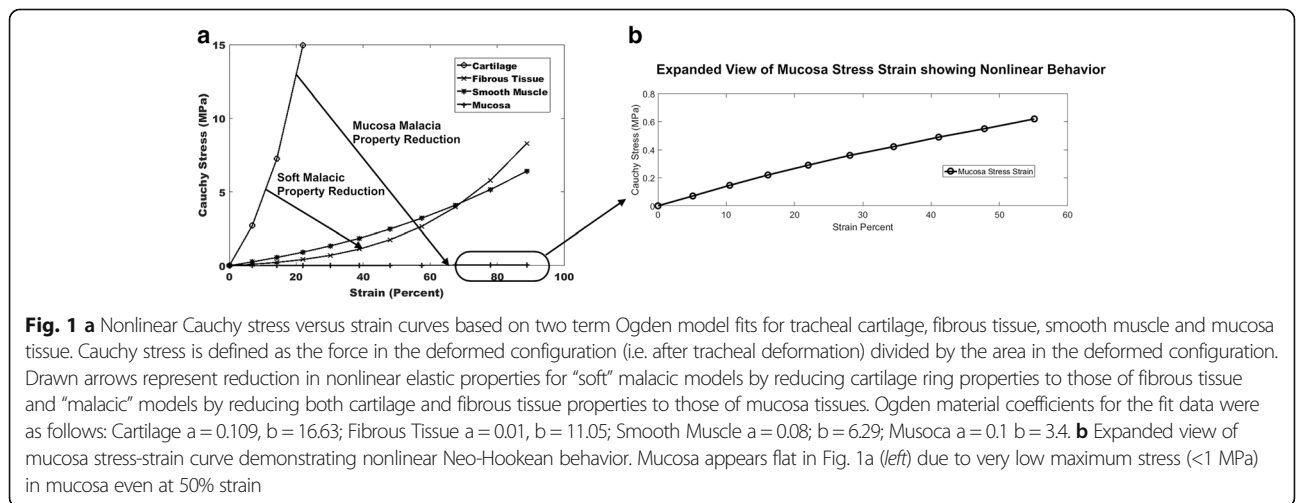 a
15
10
5
0
Cauchy Stress (MPa)
Cartilage
Fibrous Tissue
Smooth Muscle
Mucosa
Mucosa Malacia
Property Reduction
Soft Malacic
Property Reduction
0 20 40 60 80 100
Strain (Percent)
b
Expanded View of Mucosa Stress Strain showing Nonlinear Behavior
0.8
0.6
0.4
0.2
0
Cauchy Stress (MPa)
Mucosa Stress Strain
0 10 20 30 40 50 60
Strain Percent
Fig. 1 a Nonlinear Cauchy stress versus strain curves based on two term Ogden model fits for tracheal cartilage, fibrous tissue, smooth muscle and mucosa
tissue. Cauchy stress is defined as the force in the deformed configuration (i.e. after tracheal deformation) divided by the area in the deformed configuration.
Drawn arrows represent reduction in nonlinear elastic properties for “soft” malacic models by reducing cartilage ring properties to those of fibrous tissue
and “malacic” models by reducing both cartilage and fibrous tissue properties to those of mucosa tissues. Ogden material coefficients for the fit data were
as follows: Cartilage a = 0.109, b = 16.63; Fibrous Tissue a = 0.01, b = 11.05; Smooth Muscle a = 0.08; b = 6.29; Musoca a = 0.1 b = 3.4. b Expanded view of
mucosa stress-strain curve demonstrating nonlinear Neo-Hookean behavior. Mucosa appears flat in Fig. 1a (left) due to very low maximum stress (<1 MPa)
in mucosa even at 50% strain